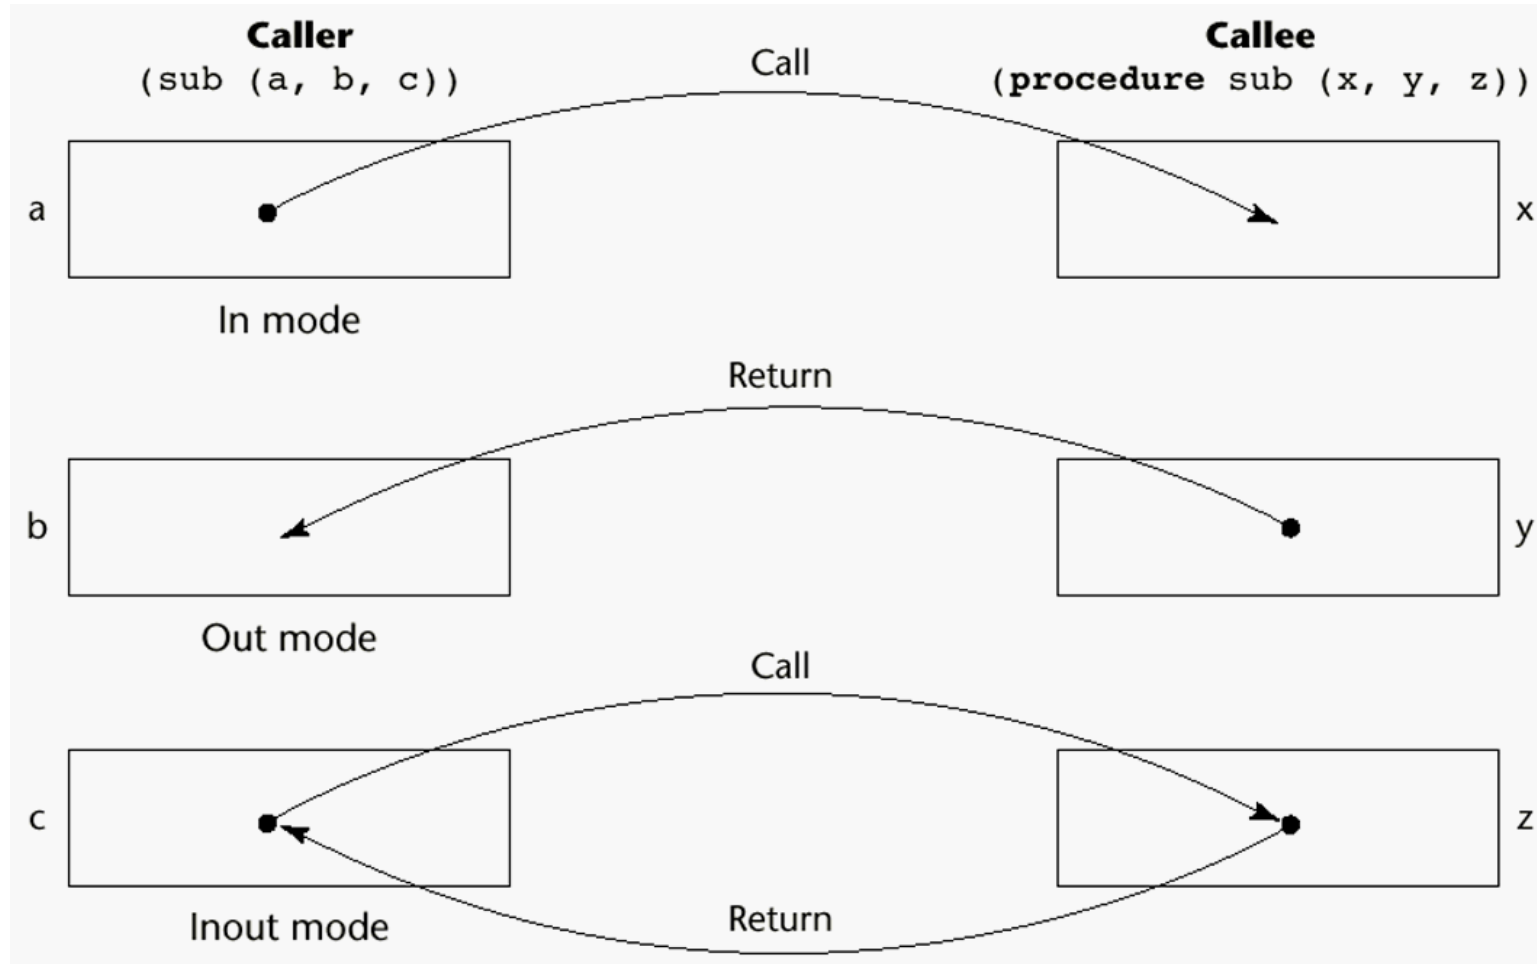 Caller
(sub (a, b, c))
Callee
(procedure sub (x, y, z))
Call
a
x
In mode
Return
b
y
Out mode
Call
c
z
Inout mode
Return